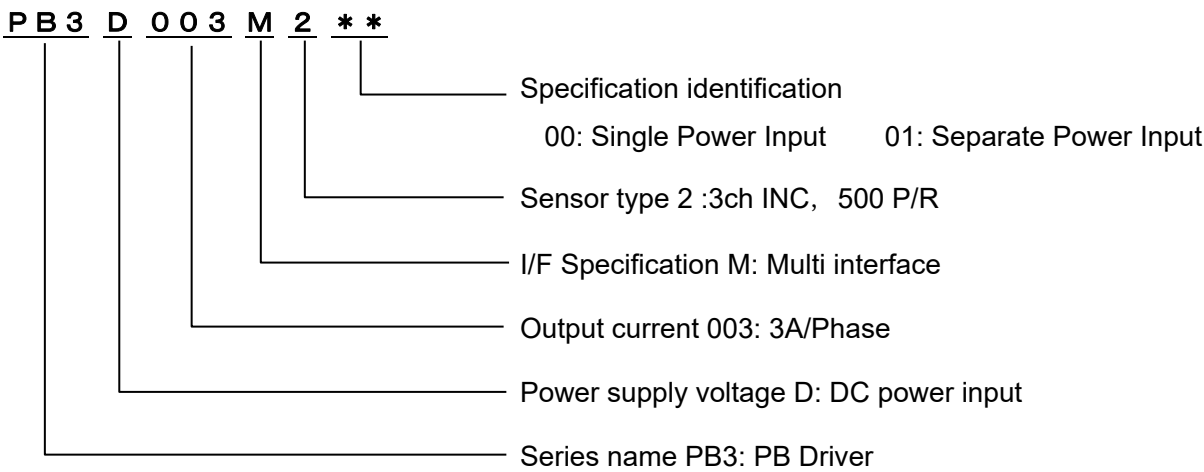 PB3 D 003 M 2 **
Specification identification
00: Single Power Input 01: Separate Power Input
Sensor type 2 :3ch INC, 500 P/R
I/F Specification M: Multi interface
Output current 003: 3A/Phase
Power supply voltage D: DC power input
Series name PB3: PB Driver